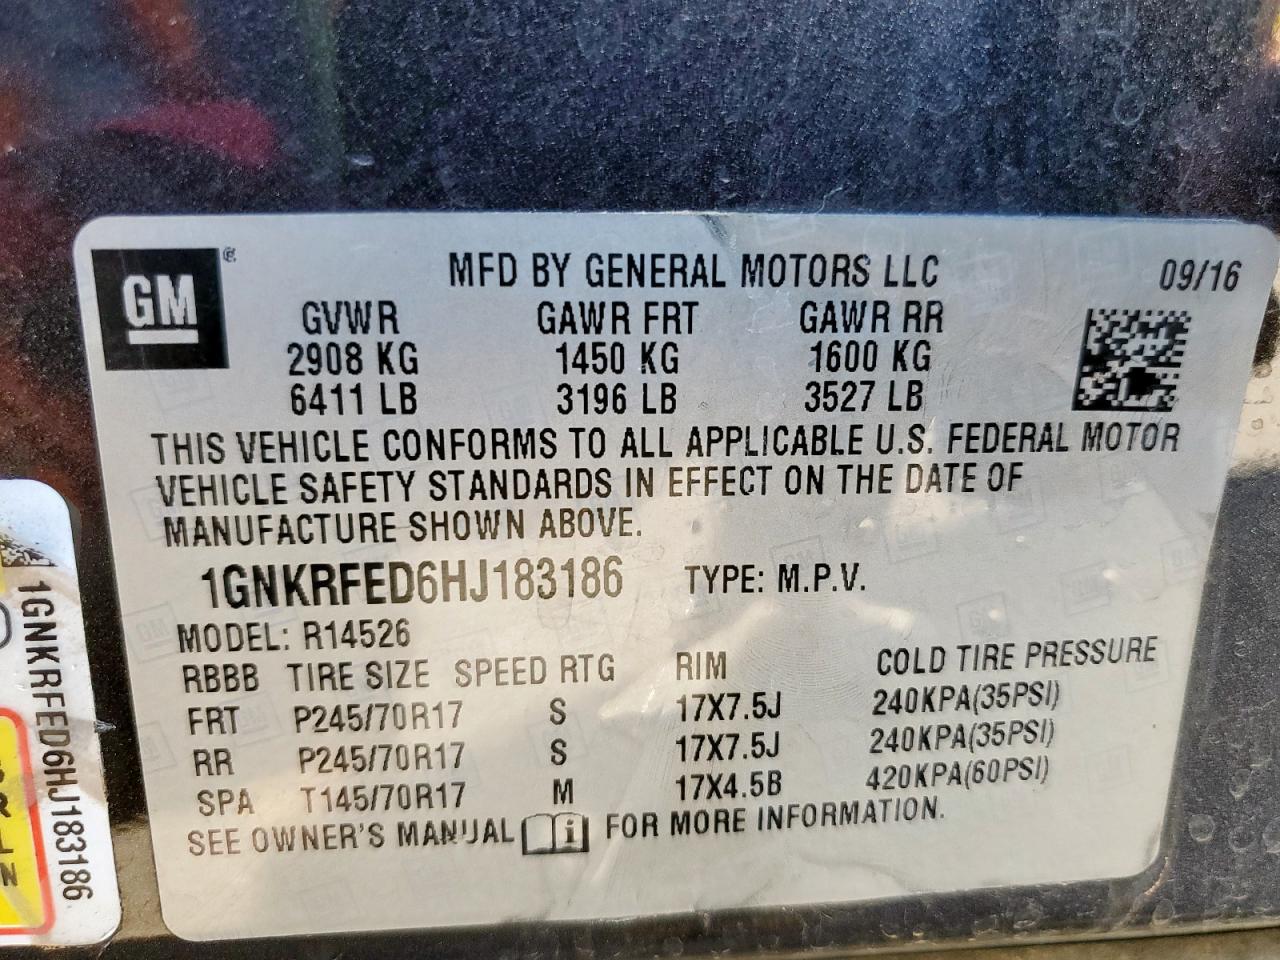 GM
MFD BY GENERAL MOTORS LLC 09/16
GVWR GAWR FRT GAWR RR
2908 KG 1450 KG 1600 KG
6411 LB 3196 LB 3527 LB
THIS VEHICLE CONFORMS TO ALL APPLICABLE U.S. FEDERAL MOTOR
VEHICLE SAFETY STANDARDS IN EFFECT ON THE DATE OF
MANUFACTURE SHOWN ABOVE.
1GNKRFED6HJ183186 TYPE: M.P.V.
MODEL: R14526
RBBB TIRE SIZE SPEED RTG RIM COLD TIRE PRESSURE
FRT P245/70R17 S 17X7.5J 240KPA(35PSI)
RR P245/70R17 S 17X7.5J 240KPA(35PSI)
SPA T145/70R17 M 17X4.5B 420KPA(60PSI)
SEE OWNER'S MANUAL i FOR MORE INFORMATION.
1GNKRFED6HJ183186